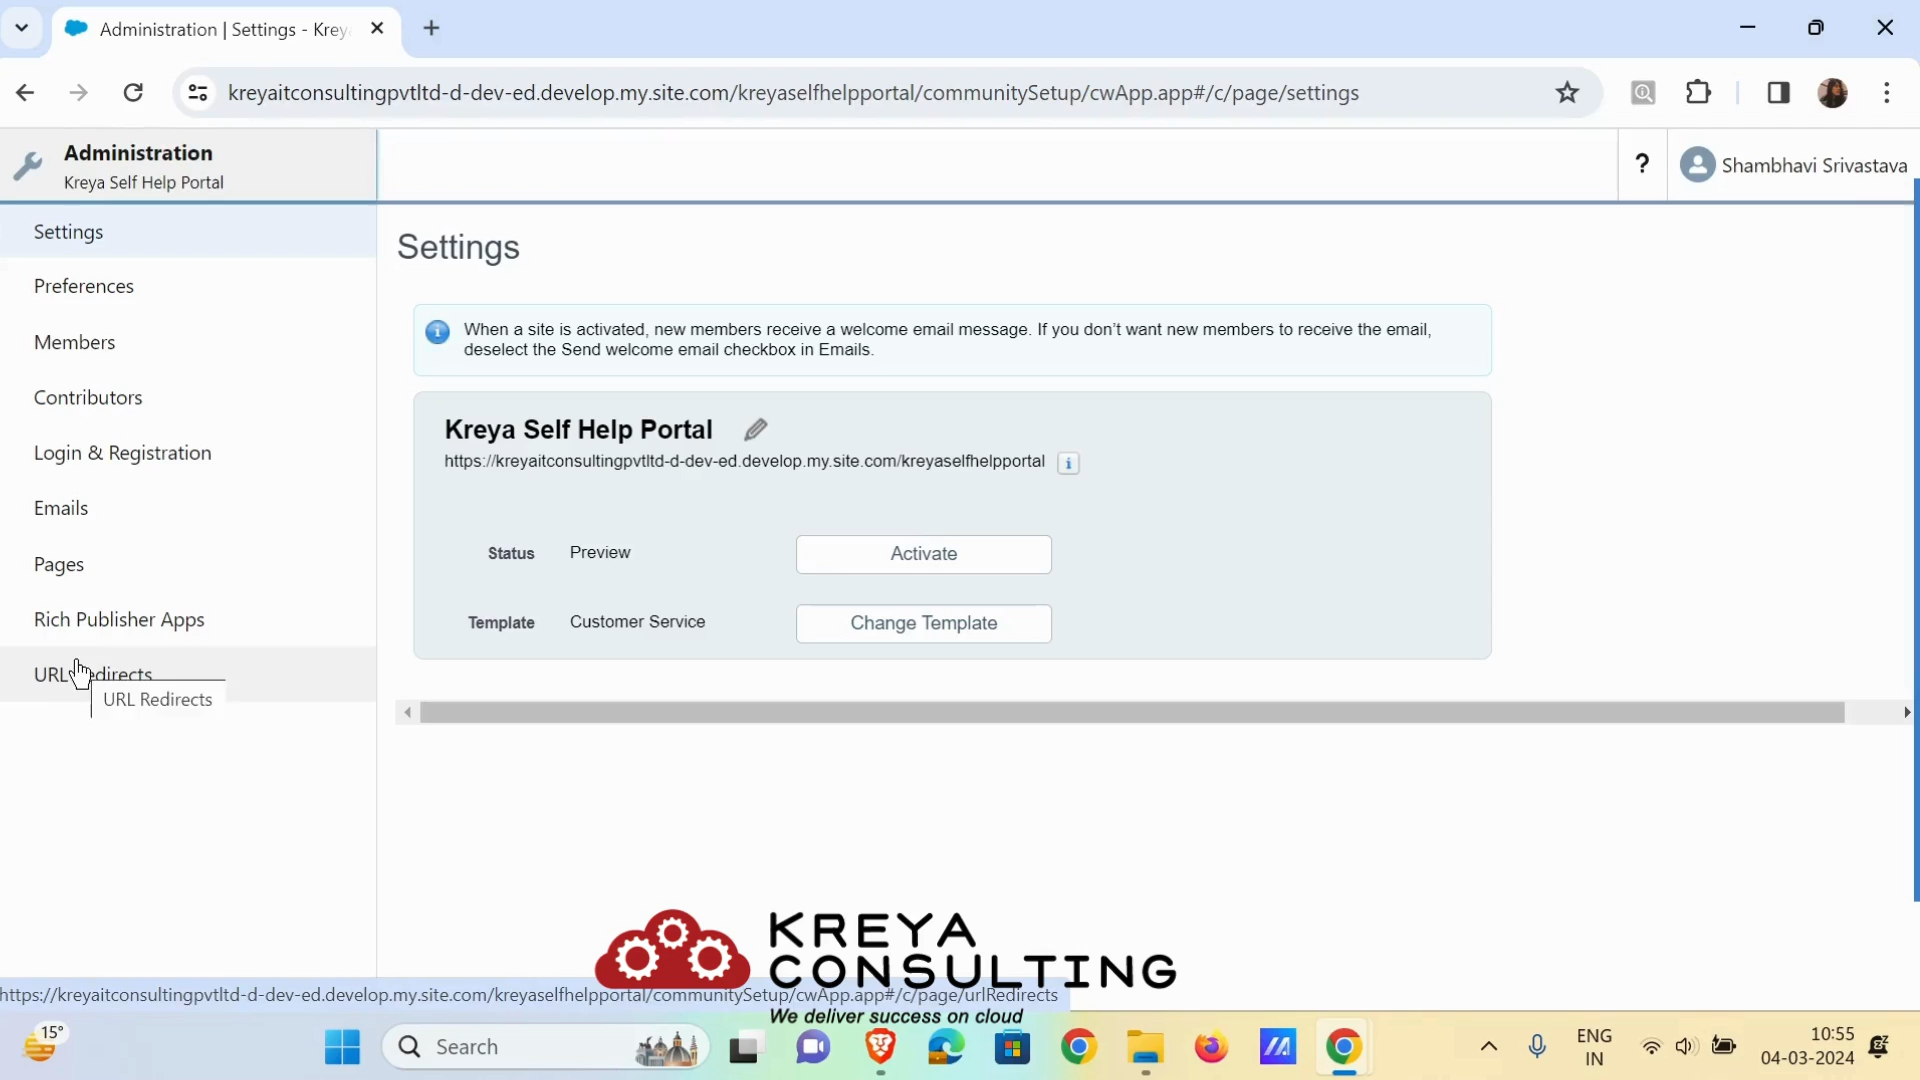 Administration | Settings - Krey
kreyaitconsultingpvtltd-d-dev-ed.develop.my.site.com/kreyaselfhelpportal/communitySetup/cwApp.app#/c/page/settings
Administration
Kreya Self Help Portal
?
Shambhavi Srivastava
Settings
Preferences
Members
Contributors
Login & Registration
Emails
Pages
Rich Publisher Apps
URL Redirects
URL Redirects
Settings
When a site is activated, new members receive a welcome email message. If you don't want new members to receive the email,
deselect the Send welcome email checkbox in Emails.
Kreya Self Help Portal
https://kreyaitconsultingpvtltd-d-dev-ed.develop.my.site.com/kreyaselfhelpportal
Status Preview Activate
Template Customer Service Change Template
KREYA
CONSULTING
We deliver success on cloud
https://kreyaitconsultingpvtltd-d-dev-ed.develop.my.site.com/kreyaselfhelpportal/communitySetup/cwApp.app#/c/page/urlRedirects
15°
Search
ENG
IN
10:55
04-03-2024